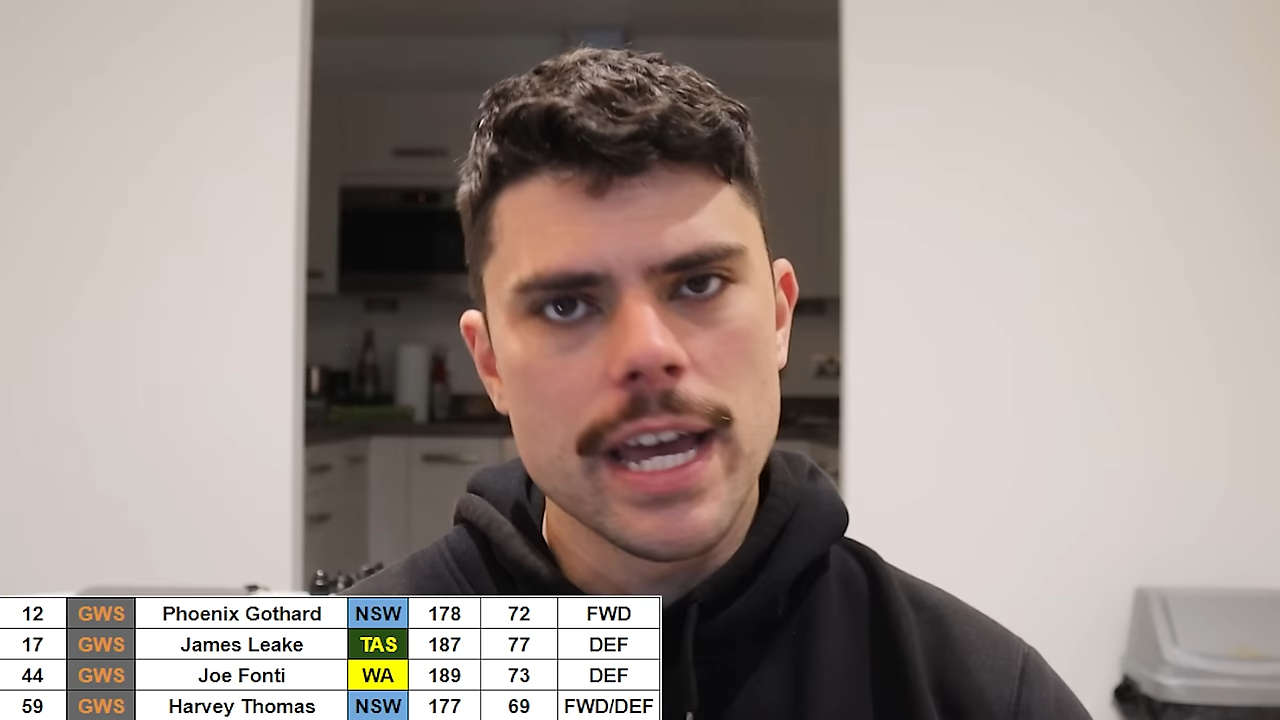 12 GWS Phoenix Gothard NSW 178 72 FWD
17 GWS James Leake TAS 187 77 DEF
44 GWS Joe Fonti WA 189 73 DEF
59 GWS Harvey Thomas NSW 177 69 FWD/DEF